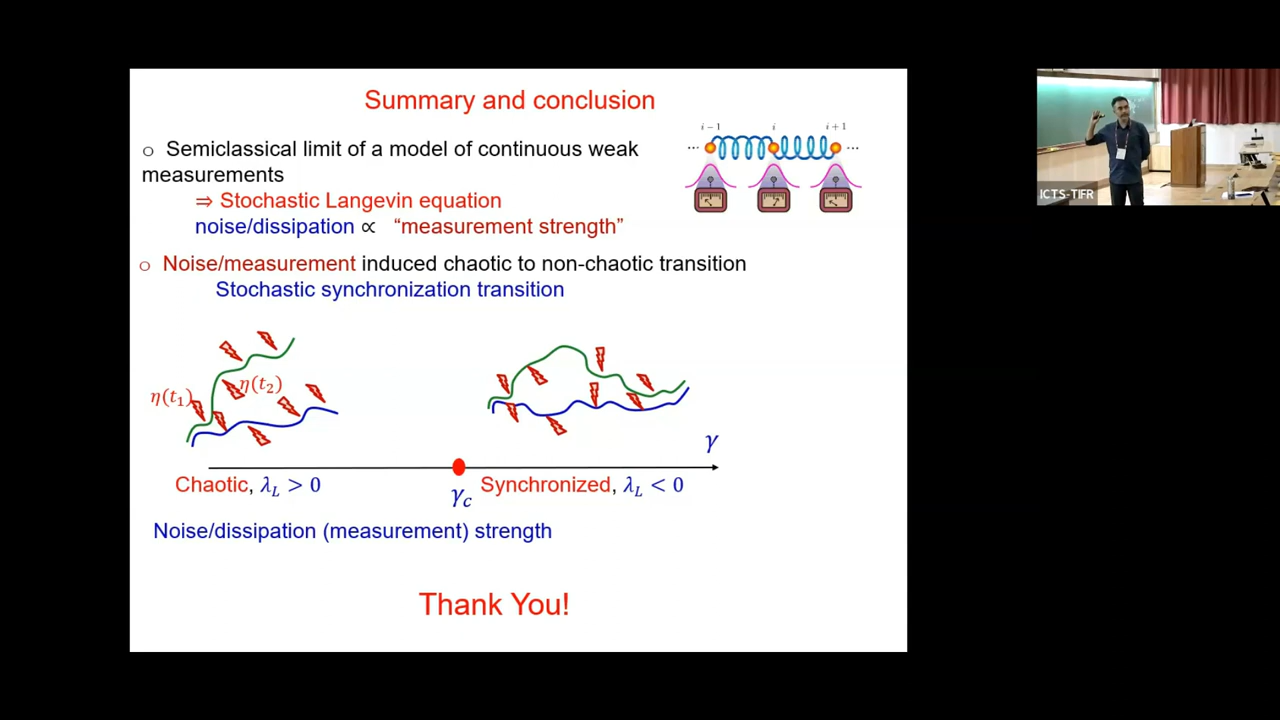 Summary and conclusion
○ Semiclassical limit of a model of continuous weak
measurements
⇒ Stochastic Langevin equation
noise/dissipation ∝ “measurement strength”
··· i − 1 i i + 1 ···
○ Noise/measurement induced chaotic to non-chaotic transition
Stochastic synchronization transition
η(t₁) η(t₂)
γ
Chaotic, λ_L > 0
γ_c
Synchronized, λ_L < 0
Noise/dissipation (measurement) strength
Thank You!
ICTS-TIFR